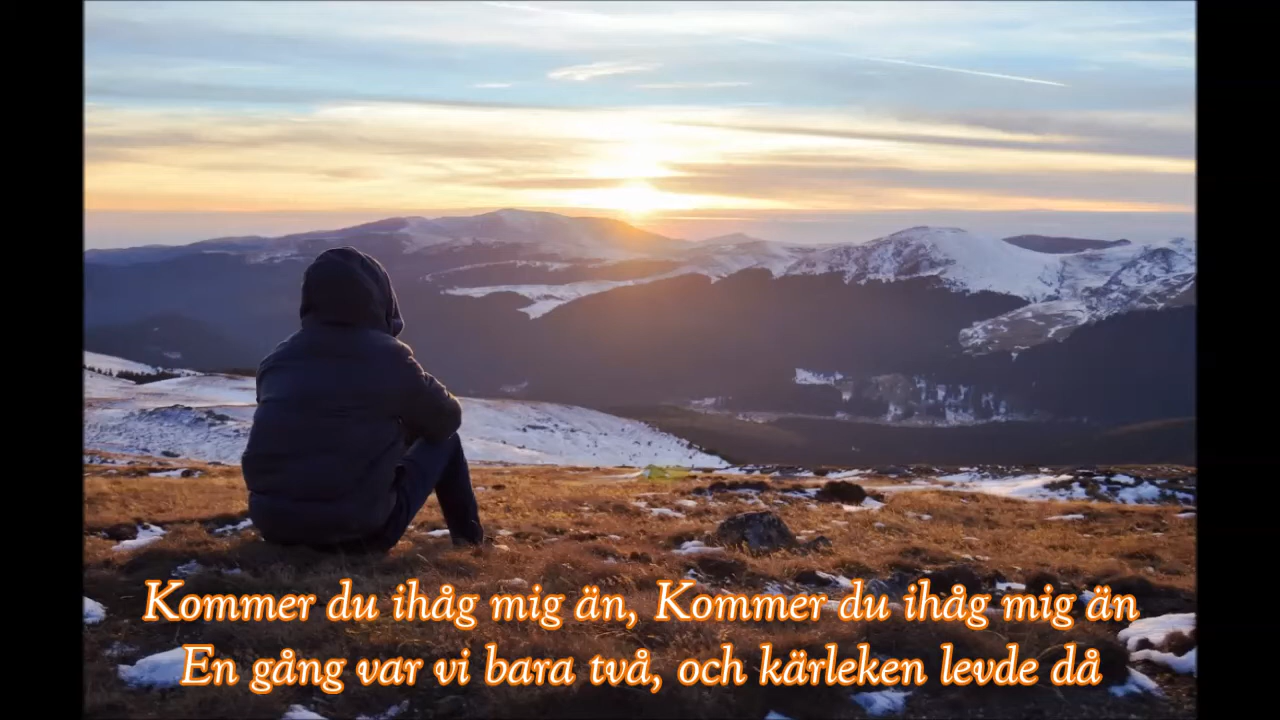 Kommer du ihåg mig än, Kommer du ihåg mig än
En gång var vi bara två, och kärleken levde då